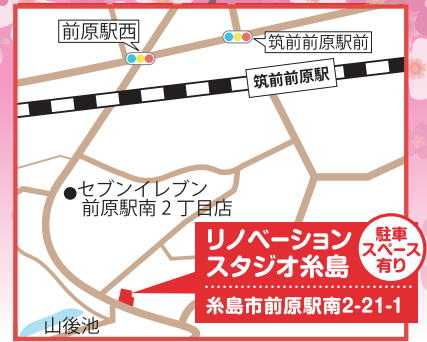 前原駅西
筑前前原駅前
筑前前原駅
セブンイレブン
前原駅南2丁目店
リノベーション
スタジオ糸島
駐車
スペース
有り
糸島市前原駅南2-21-1
山後池